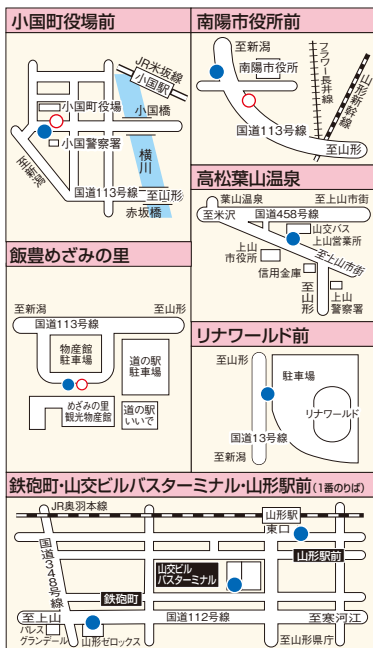 小国町役場前
JR米坂線
小国駅
小国町役場
小国橋
小国警察署
横川
至新潟
国道113号線
至山形
赤坂橋
南陽市役所前
至新潟
南陽市役所
フラワー長井線
山形新幹線
国道113号線
至山形
高松葉山温泉
葉山温泉
至上山市街
至米沢
国道458号線
山交バス
上山営業所
上山
市役所
至上山市街
信用金庫
至山形
上山
警察署
飯豊めざみの里
至新潟
至山形
国道113号線
物産館
駐車場
道の駅
駐車場
めざみの里
観光物産館
道の駅
いいで
リナワールド前
至山形
駐車場
リナワールド
国道13号線
至新潟
鉄砲町・山交ビルバスターミナル・山形駅前(1番のりば)
JR奥羽本線
山形駅
東口
国道348号線
山形駅前
山交ビル
バスターミナル
鉄砲町
至上山
国道112号線
至寒河江
パレス
グランデール
山形ゼロックス
至山形県庁